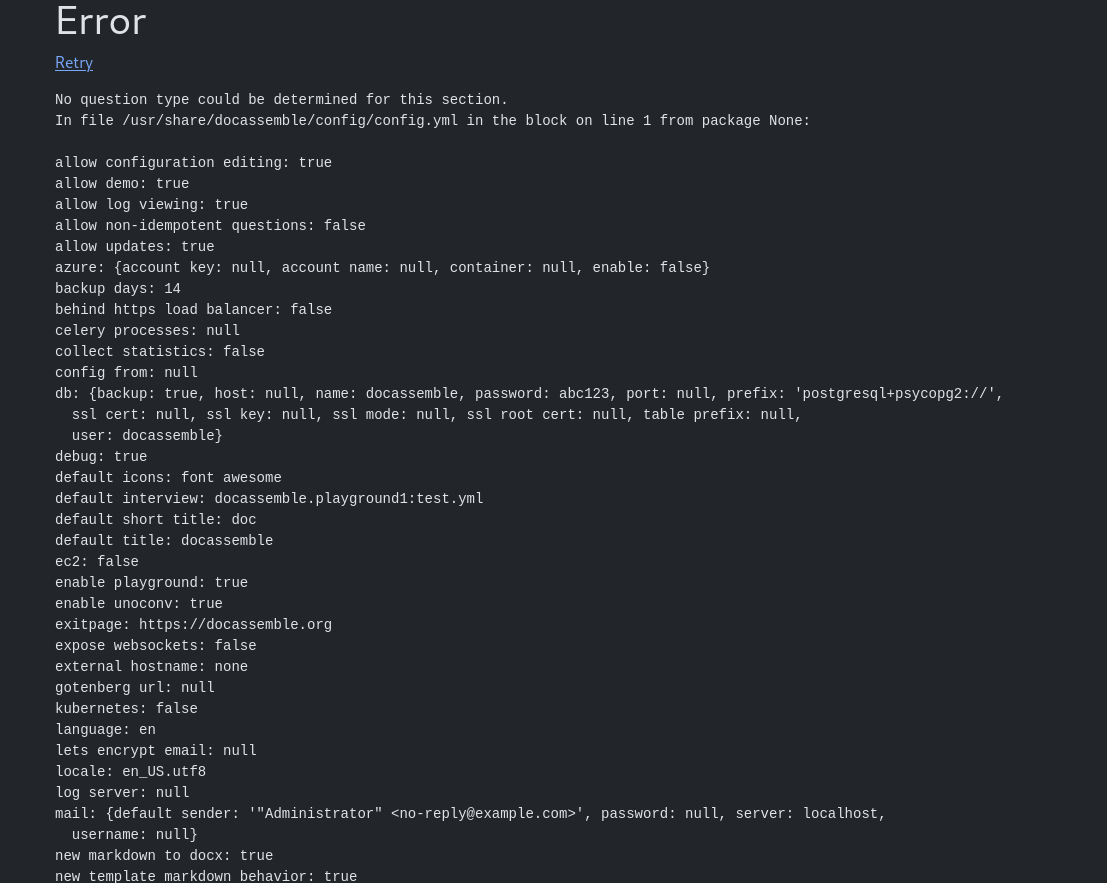 Error
Retry
No question type could be determined for this section.
In file /usr/share/docassemble/config/config.yml in the block on line 1 from package None:
allow configuration editing: true
allow demo: true
allow log viewing: true
allow non-idempotent questions: false
allow updates: true
azure: {account key: null, account name: null, container: null, enable: false}
backup days: 14
behind https load balancer: false
celery processes: null
collect statistics: false
config from: null
db: {backup: true, host: null, name: docassemble, password: abc123, port: null, prefix: 'postgresql+psycopg2://',
  ssl cert: null, ssl key: null, ssl mode: null, ssl root cert: null, table prefix: null,
  user: docassemble}
debug: true
default icons: font awesome
default interview: docassemble.playground1:test.yml
default short title: doc
default title: docassemble
ec2: false
enable playground: true
enable unoconv: true
exitpage: https://docassemble.org
expose websockets: false
external hostname: none
gotenberg url: null
kubernetes: false
language: en
lets encrypt email: null
locale: en_US.utf8
log server: null
mail: {default sender: '"Administrator" <no-reply@example.com>', password: null, server: localhost,
  username: null}
new markdown to docx: true
new template markdown behavior: true